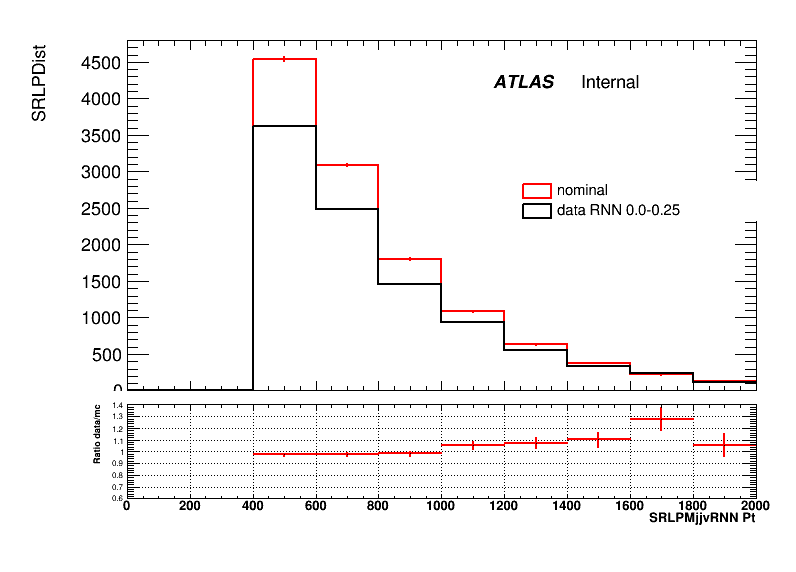 SRLPDist
4500
4000
3500
3000
2500
2000
1500
1000
500
0
ATLAS Internal
nominal
data RNN 0.0-0.25
Ratio data/mc
1.4
1.3
1.2
1.1
1
0.9
0.8
0.7
0.6
0 200 400 600 800 1000 1200 1400 1600 1800 2000
SRLPMjjvRNN Pt